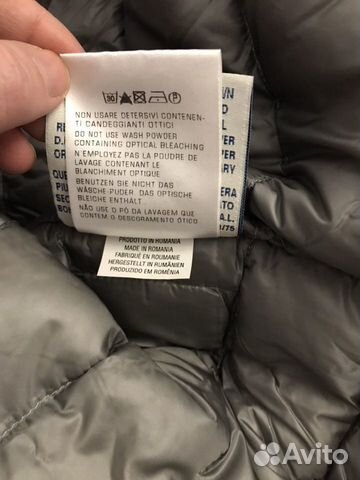 30
NON USARE DETERSIVI CONTENEN-
TI CANDEGGIANTI OTTICI
DO NOT USE WASH POWDER
CONTAINING OPTICAL BLEACHING
N'EMPLOYEZ PAS LA POUDRE DE
LAVAGE CONTENANT LE
BLANCHIMENT OPTIQUE
BENUTZEN SIE NICHT DAS
WÄSCHE-PUDER, DAS OPTISCHE
BLEICHE ENTHÄLT
NÃO USE O PÓ DA LAVAGEM QUE
CONTEM O DESCORAMENTO ÓTICO
PRODOTTO IN ROMANIA
MADE IN ROMANIA
FABRIQUÉ EN ROUMANIE
HERGESTELLT IN RUMÄNIEN
PRODUZIDO EM ROMÉNIA
Avito